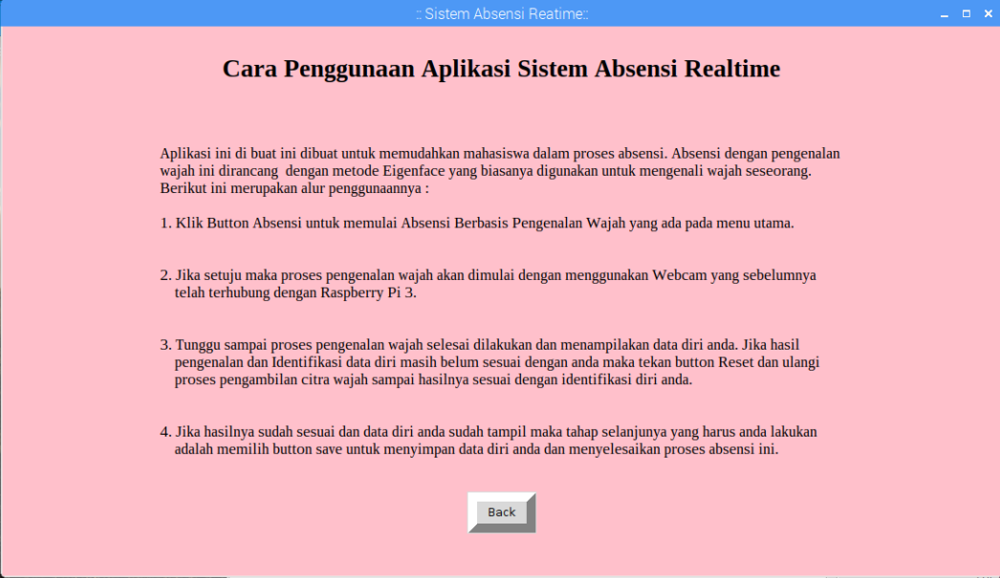 :: Sistem Absensi Reatime::
Cara Penggunaan Aplikasi Sistem Absensi Realtime
Aplikasi ini di buat ini dibuat untuk memudahkan mahasiswa dalam proses absensi. Absensi dengan pengenalan
wajah ini dirancang  dengan metode Eigenface yang biasanya digunakan untuk mengenali wajah seseorang.
Berikut ini merupakan alur penggunaannya :
1. Klik Button Absensi untuk memulai Absensi Berbasis Pengenalan Wajah yang ada pada menu utama.
2. Jika setuju maka proses pengenalan wajah akan dimulai dengan menggunakan Webcam yang sebelumnya
telah terhubung dengan Raspberry Pi 3.
3. Tunggu sampai proses pengenalan wajah selesai dilakukan dan menampilakan data diri anda. Jika hasil
pengenalan dan Identifikasi data diri masih belum sesuai dengan anda maka tekan button Reset dan ulangi
proses pengambilan citra wajah sampai hasilnya sesuai dengan identifikasi diri anda.
4. Jika hasilnya sudah sesuai dan data diri anda sudah tampil maka tahap selanjunya yang harus anda lakukan
adalah memilih button save untuk menyimpan data diri anda dan menyelesaikan proses absensi ini.
Back